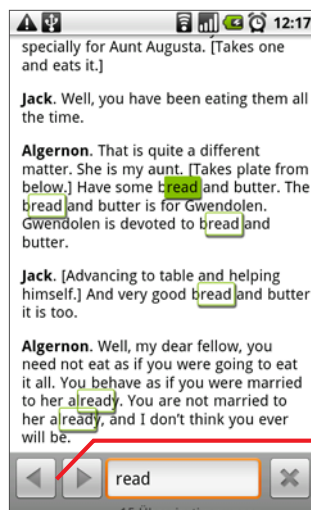 12:17
specially for Aunt Augusta. [Takes one
and eats it.]
Jack. Well, you have been eating them all
the time.
Algernon. That is quite a different
matter. She is my aunt. [Takes plate from
below.] Have some bread and butter. The
bread and butter is for Gwendolen.
Gwendolen is devoted to bread and
butter.
Jack. [Advancing to table and helping
himself.] And very good bread and butter
it is too.
Algernon. Well, my dear fellow, you
need not eat as if you were going to eat
it all. You behave as if you were married
to her already. You are not married to
her already, and I don't think you ever
will be.
read